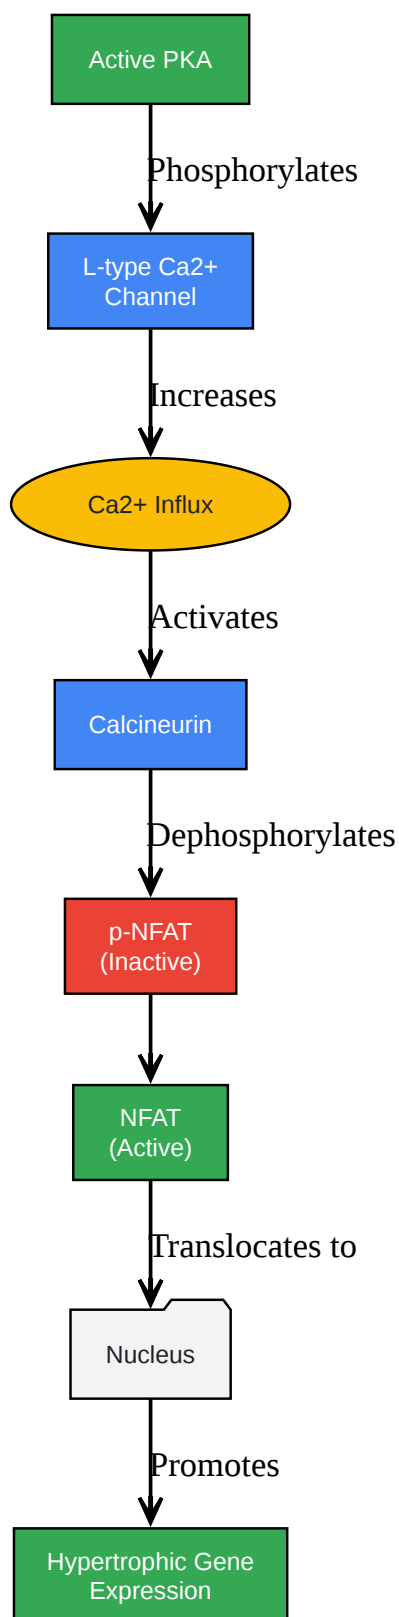 Active PKA
Phosphorylates
L-type Ca2+
Channel
Increases
Ca2+ Influx
Activates
Calcineurin
Dephosphorylates
p-NFAT
(Inactive)
NFAT
(Active)
Translocates to
Nucleus
Promotes
Hypertrophic Gene
Expression